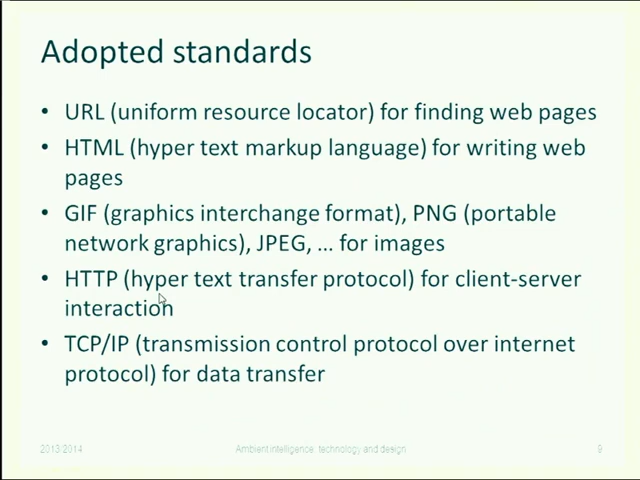 Adopted standards
• URL (uniform resource locator) for finding web pages
• HTML (hyper text markup language) for writing web
pages
• GIF (graphics interchange format), PNG (portable
network graphics), JPEG, ... for images
• HTTP (hyper text transfer protocol) for client-server
interaction
• TCP/IP (transmission control protocol over internet
protocol) for data transfer
2013/2014 Ambient intelligence: technology and design 9